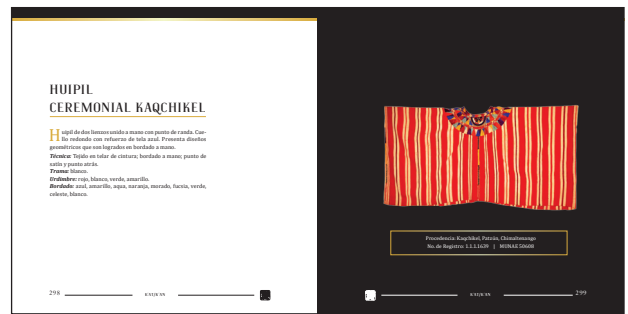 HUIPIL
CEREMONIAL KAQCHIKEL
Huipil de dos lienzos unido a mano con punto de randa. Cue-
llo redondo con refuerzo de tela azul. Presenta diseños
geométricos que son logrados en bordado a mano.
Técnica: Tejido en telar de cintura; bordado a mano; punto de
satín y punto atrás.
Trama: blanco.
Urdimbre: rojo, blanco, verde, amarillo.
Bordado: azul, amarillo, aqua, naranja, morado, fucsia, verde,
celeste, blanco.
298
Procedencia: Kaqchikel, Patzún, Chimaltenango
No. de Registro: 1.1.1.1639 | MUNAE 5060B
299